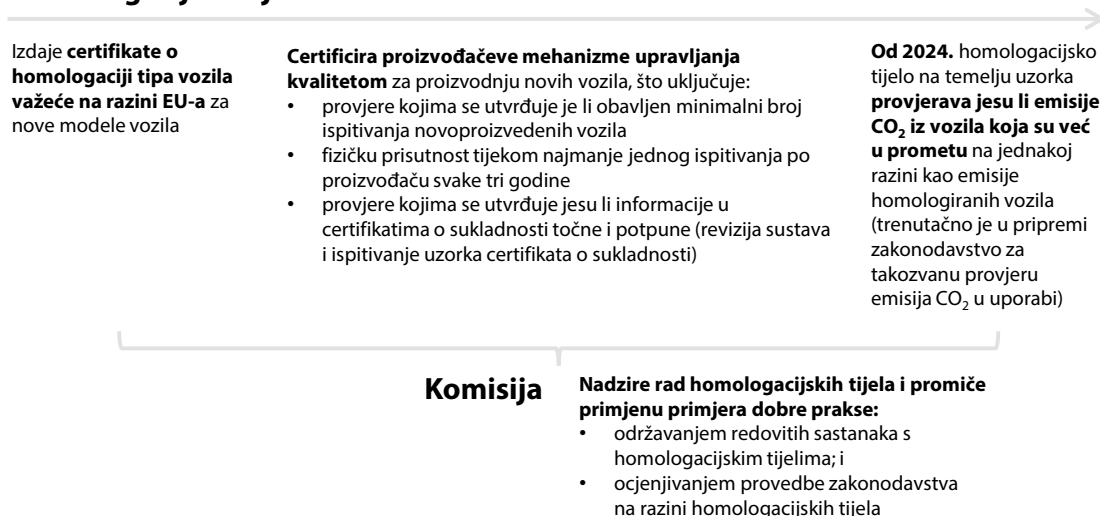 Izdaje certifikate o
homologaciji tipa vozila
važeće na razini EU-a za
nove modele vozila
Certificira proizvođačeve mehanizme upravljanja
kvalitetom za proizvodnju novih vozila, što uključuje:
• provjere kojima se utvrđuje je li obavljen minimalni broj
ispitivanja novoproizvedenih vozila
• fizičku prisutnost tijekom najmanje jednog ispitivanja po
proizvođaču svake tri godine
• provjere kojima se utvrđuje jesu li informacije u
certifikatima o sukladnosti točne i potpune (revizija sustava
i ispitivanje uzorka certifikata o sukladnosti)
Od 2024. homologacijsko
tijelo na temelju uzorka
provjerava jesu li emisije
CO₂ iz vozila koja su već
u prometu na jednakoj
razini kao emisije
homologiranih vozila
(trenutačno je u pripremi
zakonodavstvo za
takozvanu provjeru
emisija CO₂ u uporabi)
Komisija
Nadzire rad homologacijskih tijela i promiče
primjenu primjera dobre prakse:
• održavanjem redovitih sastanaka s
homologacijskim tijelima; i
• ocjenjivanjem provedbe zakonodavstva
na razini homologacijskih tijela